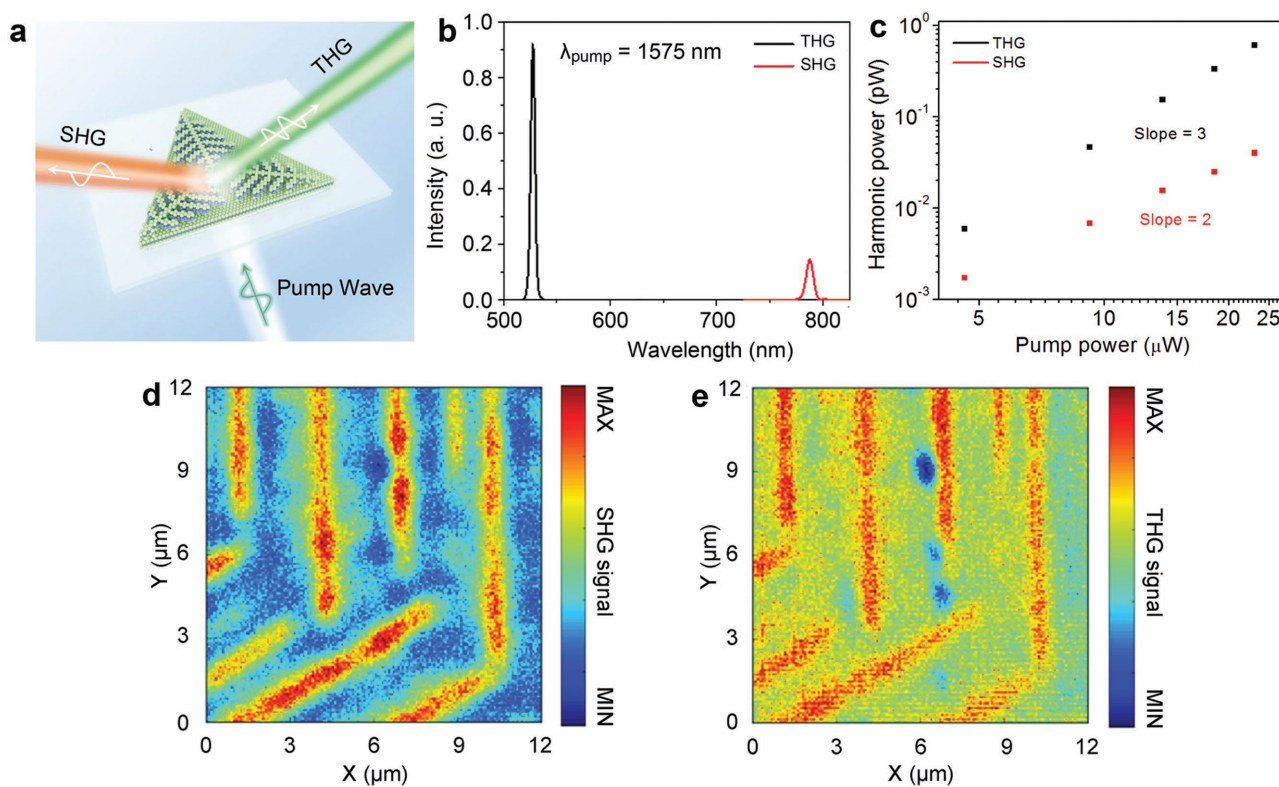 a
SHG
THG
Pump Wave
b
λpump = 1575 nm
THG
SHG
Intensity (a. u.)
1.0
0.8
0.6
0.4
0.2
0.0
500 600 700 800
Wavelength (nm)
c
THG
SHG
Slope = 3
Slope = 2
Harmonic power (pW)
10⁰
10⁻¹
10⁻²
10⁻³
5 10 15 20 25
Pump power (μW)
d
Y (μm)
12
9
6
3
0
0 3 6 9 12
X (μm)
MAX
SHG signal
MIN
e
Y (μm)
12
9
6
3
0
0 3 6 9 12
X (μm)
MAX
THG signal
MIN